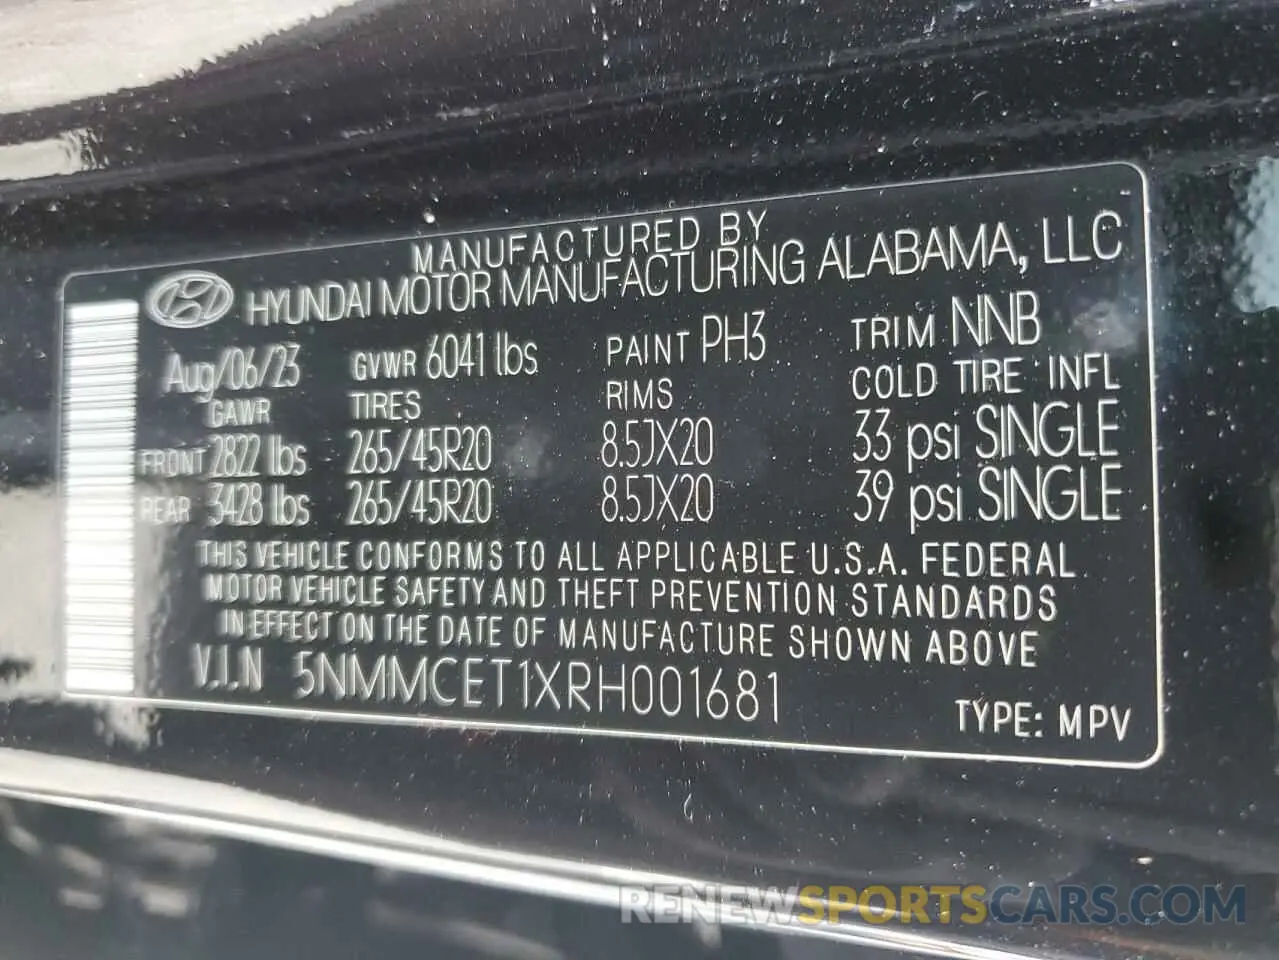 MANUFACTURED BY
HYUNDAI MOTOR MANUFACTURING ALABAMA, LLC
Aug/06/23 GVWR 6041 lbs PAINT PH3 TRIM NNB
GAWR TIRES RIMS COLD TIRE INFL
FRONT 2822 lbs 265/45R20 8.5JX20 33 psi SINGLE
REAR 3428 lbs 265/45R20 8.5JX20 39 psi SINGLE
THIS VEHICLE CONFORMS TO ALL APPLICABLE U.S.A. FEDERAL
MOTOR VEHICLE SAFETY AND THEFT PREVENTION STANDARDS
IN EFFECT ON THE DATE OF MANUFACTURE SHOWN ABOVE
V.I.N 5NMMCET1XRH001681
TYPE: MPV
RENEWSPORTSCARS.COM